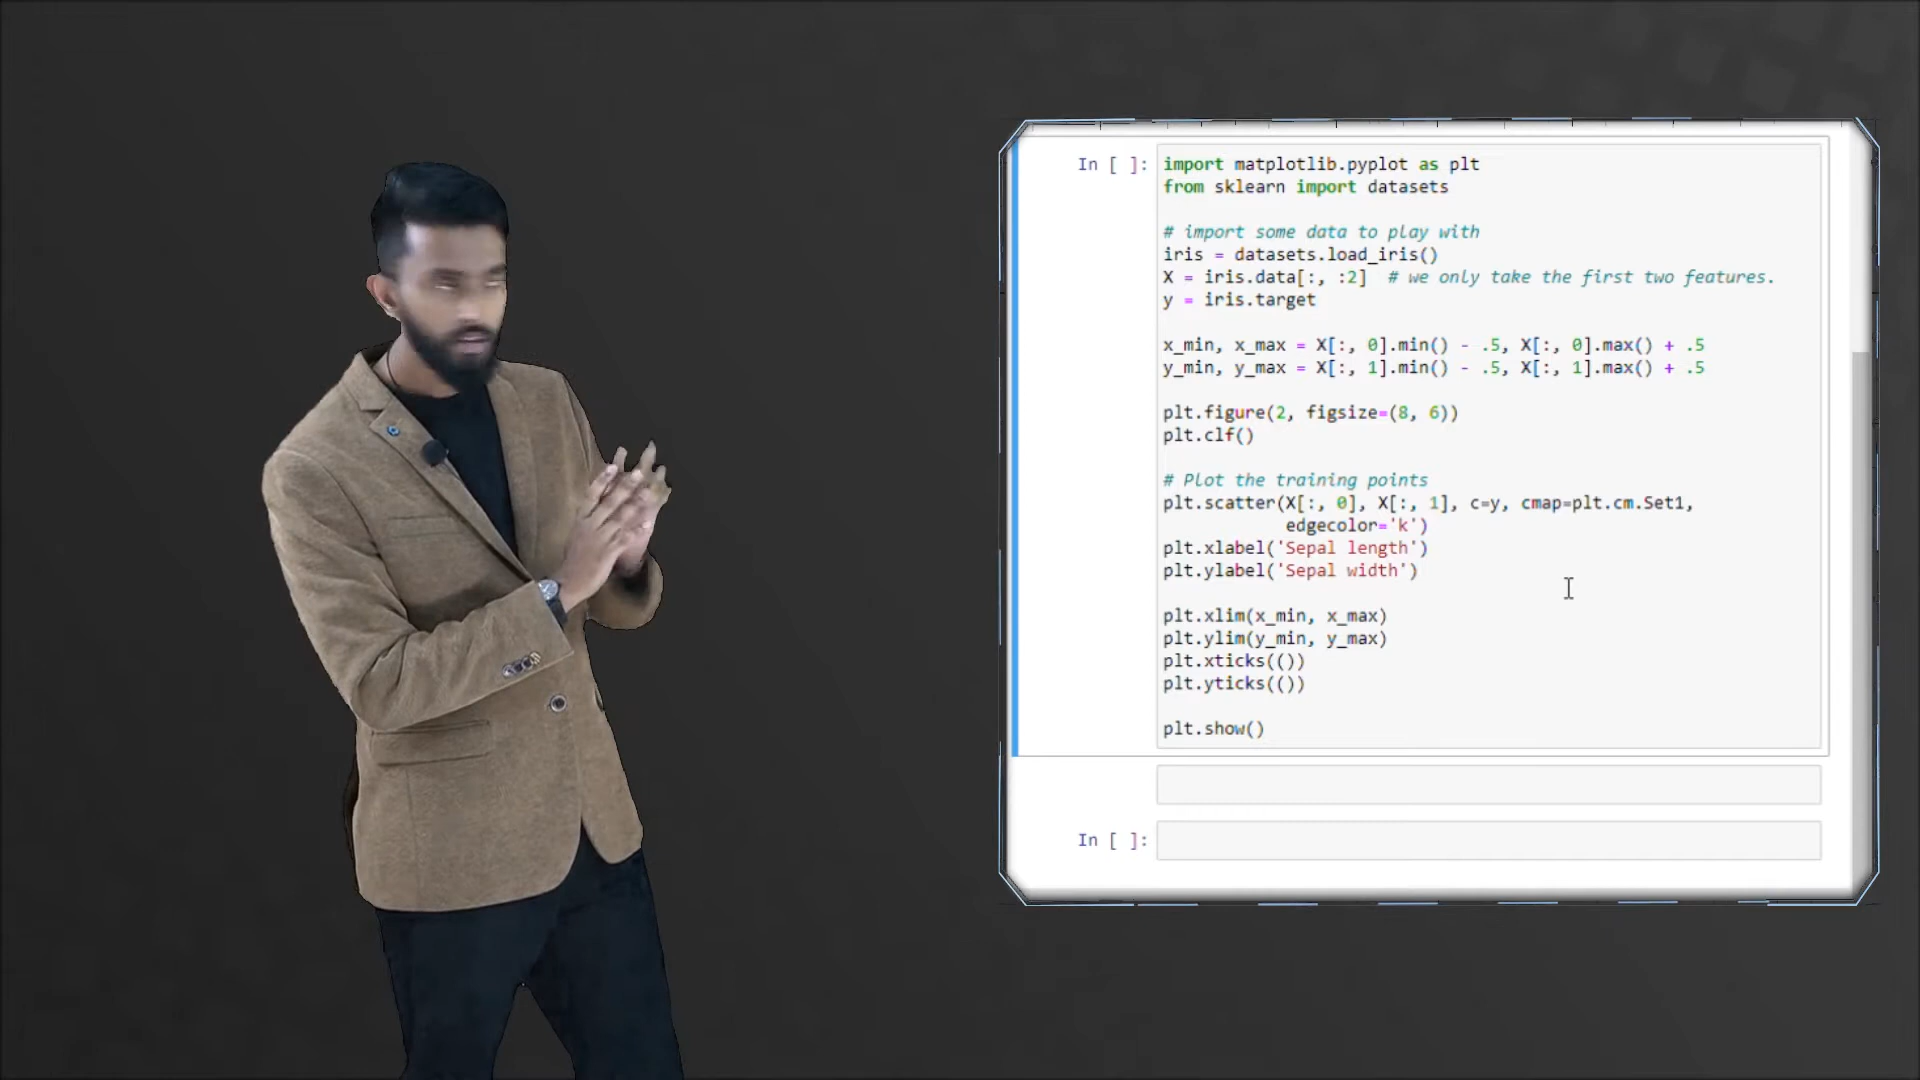 In [ ]:
import matplotlib.pyplot as plt
from sklearn import datasets
# import some data to play with
iris = datasets.load_iris()
X = iris.data[:, :2]  # we only take the first two features.
y = iris.target
x_min, x_max = X[:, 0].min() - .5, X[:, 0].max() + .5
y_min, y_max = X[:, 1].min() - .5, X[:, 1].max() + .5
plt.figure(2, figsize=(8, 6))
plt.clf()
# Plot the training points
plt.scatter(X[:, 0], X[:, 1], c=y, cmap=plt.cm.Set1,
            edgecolor='k')
plt.xlabel('Sepal length')
plt.ylabel('Sepal width')
plt.xlim(x_min, x_max)
plt.ylim(y_min, y_max)
plt.xticks(())
plt.yticks(())
plt.show()
In [ ]: